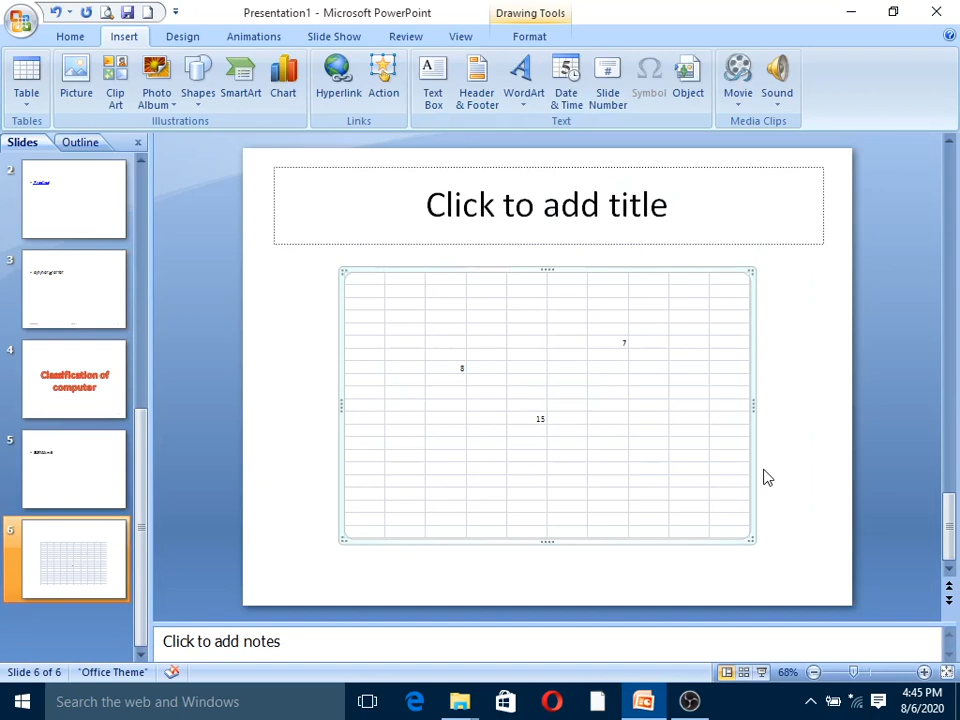 Presentation1 - Microsoft PowerPoint
Drawing Tools
Home Insert Design Animations Slide Show Review View Format
Table
Picture
Clip Art
Photo Album
Shapes
SmartArt
Chart
Hyperlink
Action
Text Box
Header & Footer
WordArt
Date & Time
Slide Number
Symbol
Object
Movie
Sound
Tables
Illustrations
Links
Text
Media Clips
Slides
Outline
2
3
4
Classification of
computer
5
6
Click to add title
7
8
15
Click to add notes
Slide 6 of 6
"Office Theme"
68%
Search the web and Windows
4:45 PM
8/6/2020